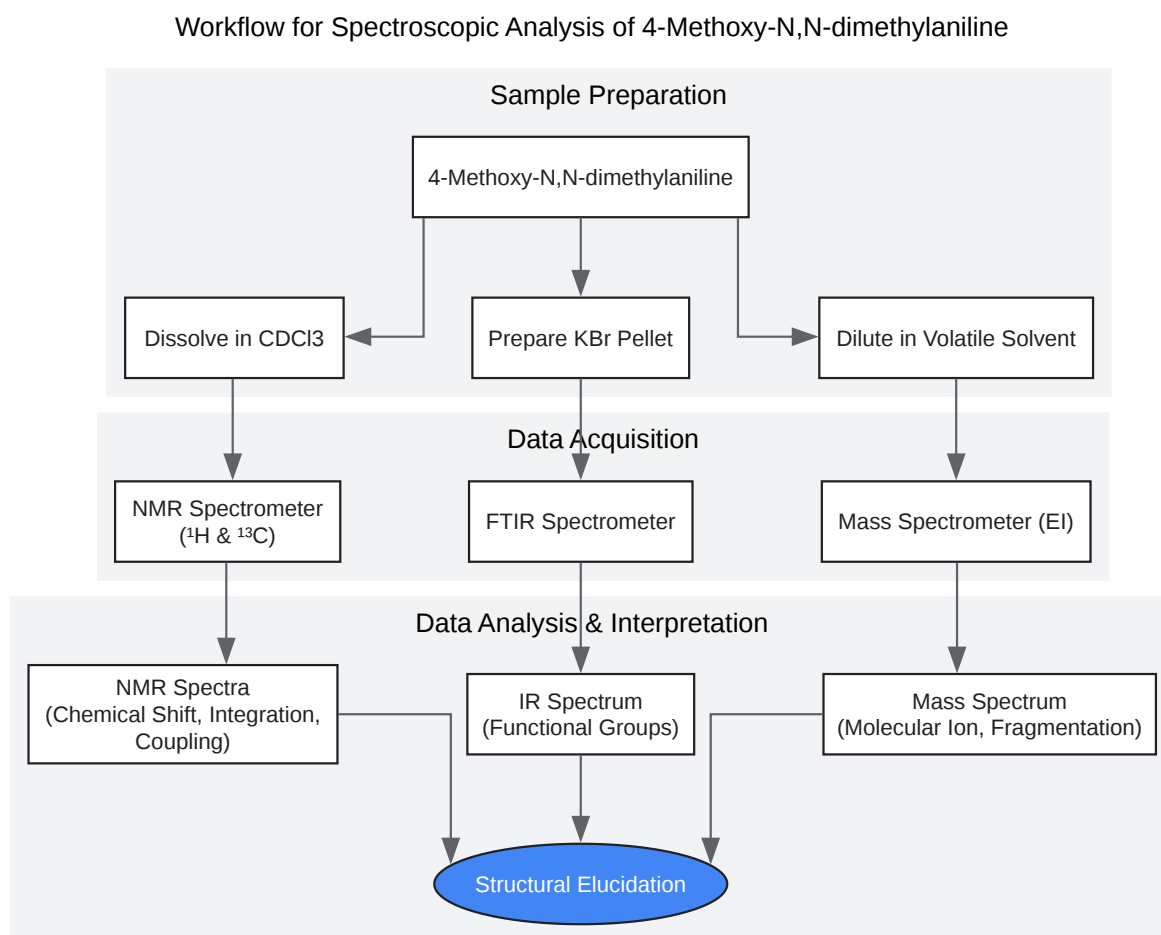 Workflow for Spectroscopic Analysis of 4-Methoxy-N,N-dimethylaniline
Sample Preparation
4-Methoxy-N,N-dimethylaniline
Dissolve in CDCl3
Prepare KBr Pellet
Dilute in Volatile Solvent
Data Acquisition
NMR Spectrometer
(¹H & ¹³C)
FTIR Spectrometer
Mass Spectrometer (EI)
Data Analysis & Interpretation
NMR Spectra
(Chemical Shift, Integration,
Coupling)
IR Spectrum
(Functional Groups)
Mass Spectrum
(Molecular Ion, Fragmentation)
Structural Elucidation